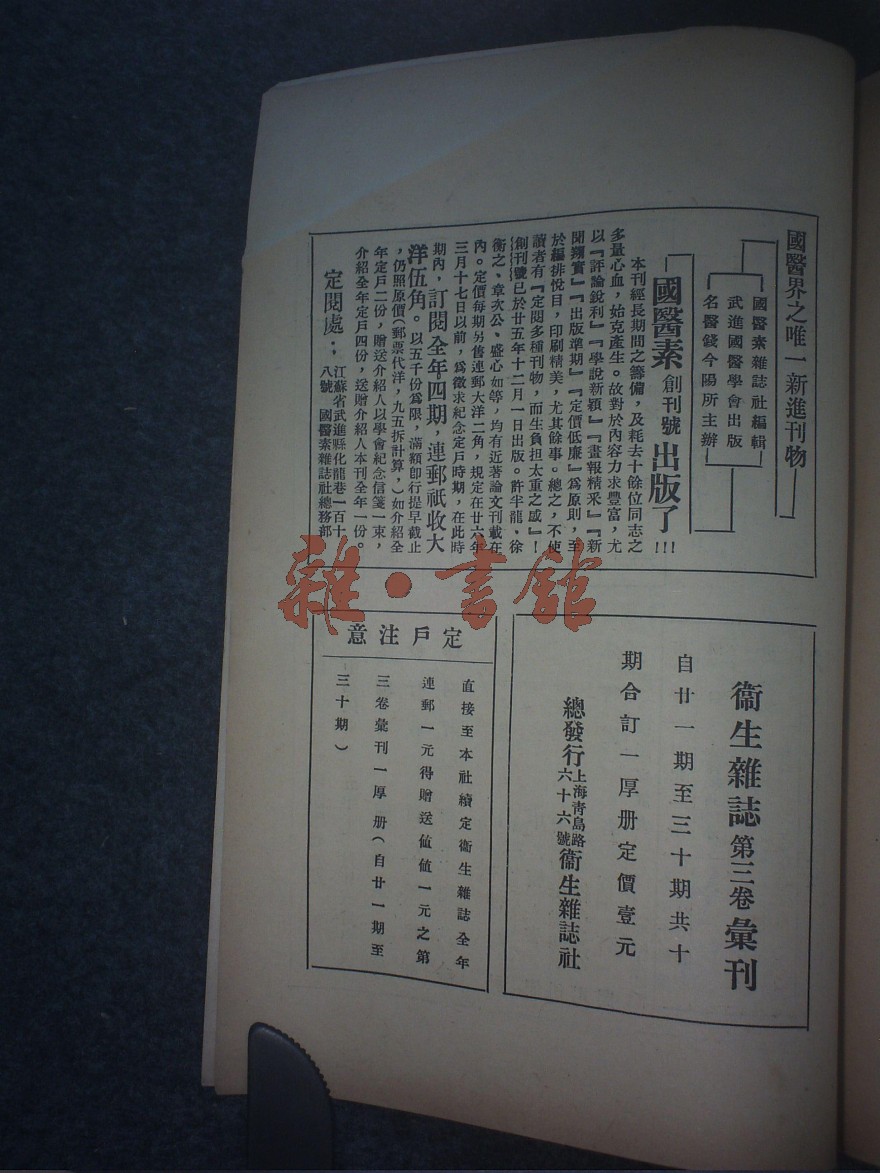 國醫界之唯一新進刊物
國醫素雜誌社編輯
武進國醫學會出版
名醫錢今陽所主辦
國醫素 創刊號 出版了!!!
本刊經長期間之籌備,及耗去十餘位同志之
多量心血,始克產生。故對於內容力求豐富,尤
以『評論銳利』『學說新穎』『畫報精采』『新
聞翔實』『出版準期』『定價低廉』爲原則,至
於編排悅目,印刷精美,尤其餘事。總之,不使
讀者有『定閱多種刊物,而生負担太重之感』!
創刊號已於廿五年十二月一日出版。許半龍、徐
衡之、章次公、盛心如等,均有近著論文刊載在
內。定價每期另售連郵大洋二角,規定在廿六年
三月十七日以前,爲徵求紀念定戶時期,在此時
期內,訂閱全年四期,連郵祇收大
洋伍角。以五千份爲限,滿額卽行提早截止
,仍照原價(郵票代洋,九五折計算,)如介紹全
年定戶二份,贈送介紹人以學會紀念信箋一束,
介紹全年定戶四份,送贈介紹人本刊全年一份。
定閱處: 江蘇省武進縣化龍巷一百十
八號 國醫素雜誌社總務部
衞生雜誌第三卷彙刊
自廿一期至三十期共十
期合訂一厚册定價壹元
總發行 上海靑島路
六十六號 衞生雜誌社
定戶注意
直接至本社續定衞生雜誌全年
連郵一元得贈送値値一元之第
三卷彙刊一厚册(自廿一期至
三十期)
雜·書館